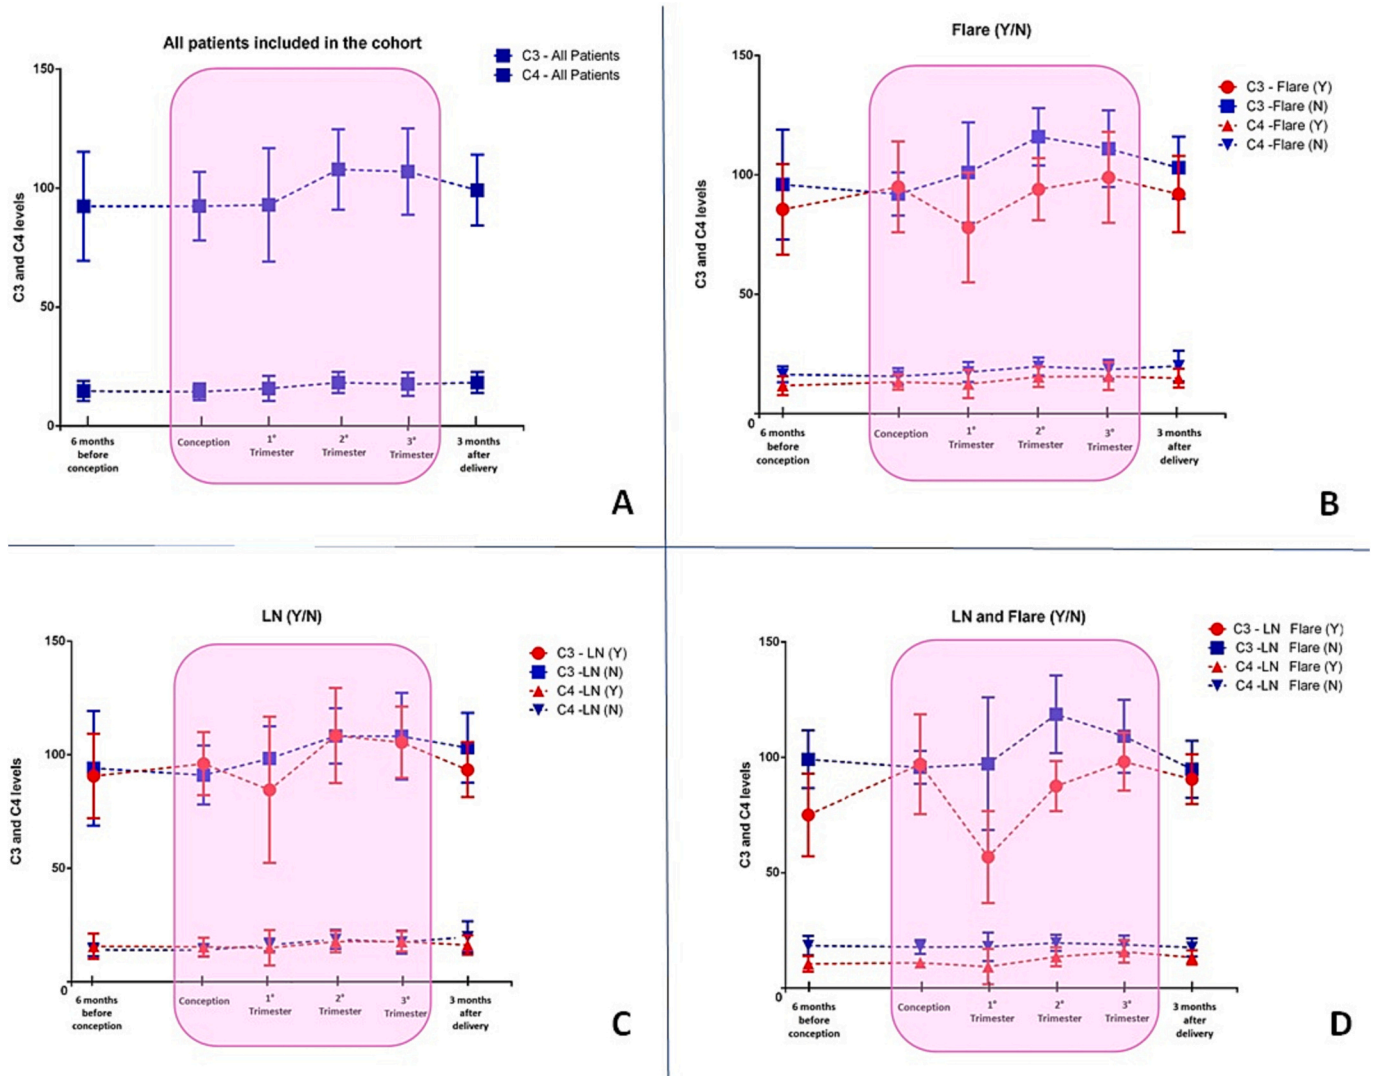 All patients included in the cohort
C3 - All Patients
C4 - All Patients
C3 and C4 levels
150
100
50
0
6 months
before
conception
Conception
1°
Trimester
2°
Trimester
3°
Trimester
3 months
after
delivery
A
Flare (Y/N)
C3 - Flare (Y)
C3 -Flare (N)
C4 -Flare (Y)
C4 -Flare (N)
C3 and C4 levels
150
100
50
0
6 months
before
conception
Conception
1°
Trimester
2°
Trimester
3°
Trimester
3 months
after
delivery
B
LN (Y/N)
C3 - LN (Y)
C3 -LN (N)
C4 -LN (Y)
C4 -LN (N)
C3 and C4 levels
150
100
50
0
6 months
before
conception
Conception
1°
Trimester
2°
Trimester
3°
Trimester
3 months
after
delivery
C
LN and Flare (Y/N)
C3 - LN Flare (Y)
C3 -LN Flare (N)
C4 -LN Flare (Y)
C4 -LN Flare (N)
C3 and C4 levels
150
100
50
0
6 months
before
conception
Conception
1°
Trimester
2°
Trimester
3°
Trimester
3 months
after
delivery
D